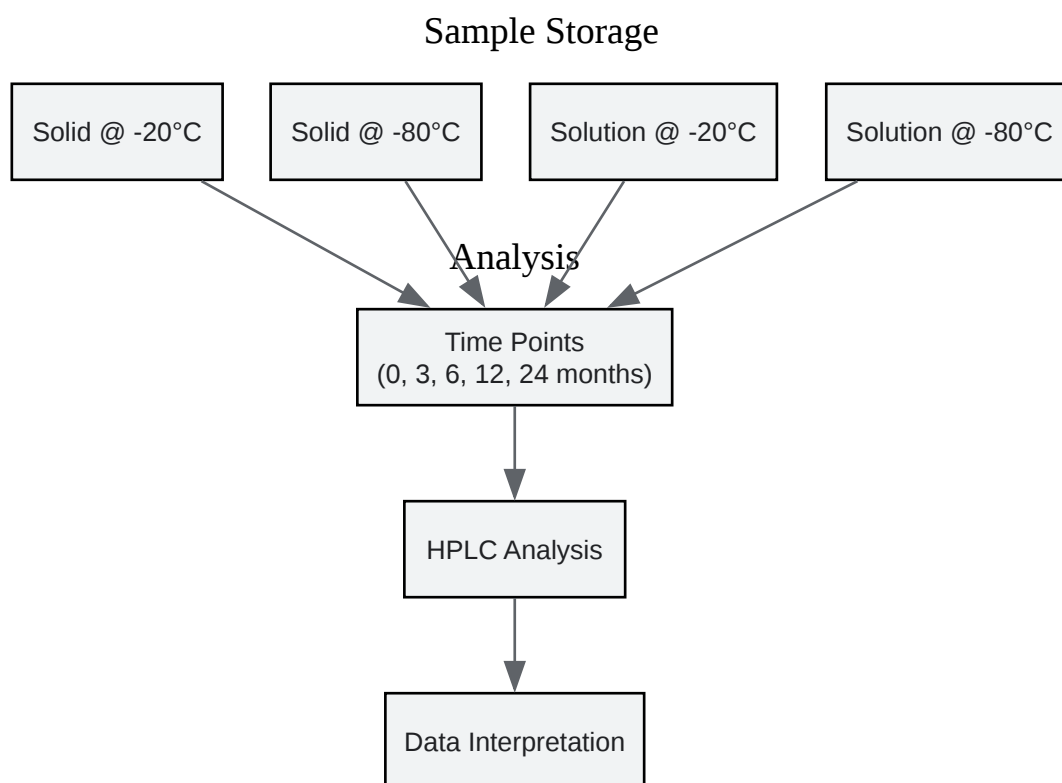 Sample Storage
Solid @ -20°C
Solid @ -80°C
Solution @ -20°C
Solution @ -80°C
Analysis
Time Points
(0, 3, 6, 12, 24 months)
HPLC Analysis
Data Interpretation